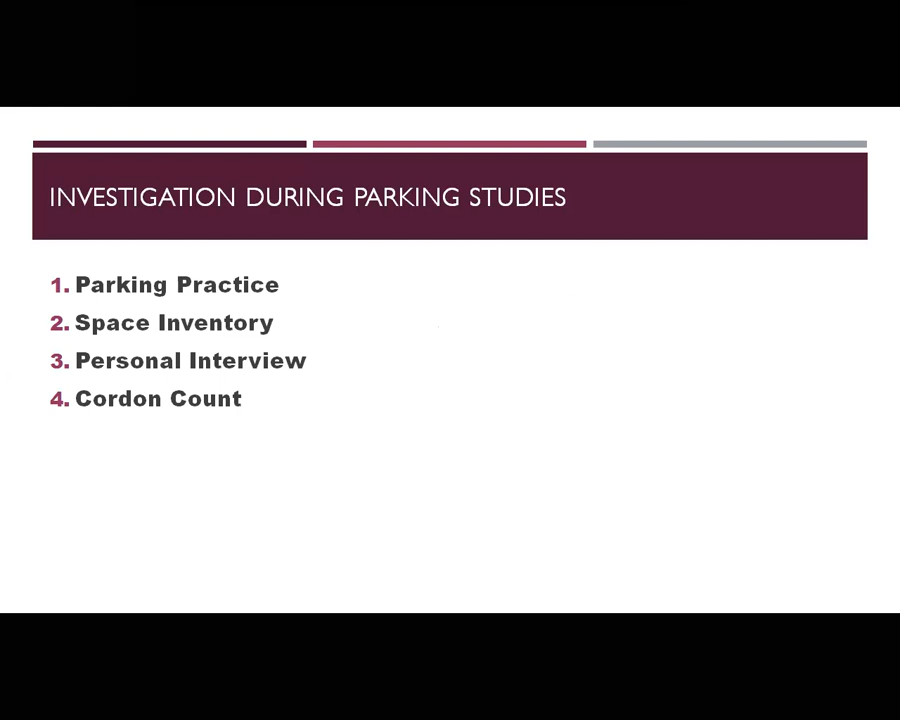 INVESTIGATION DURING PARKING STUDIES
1. Parking Practice
2. Space Inventory
3. Personal Interview
4. Cordon Count